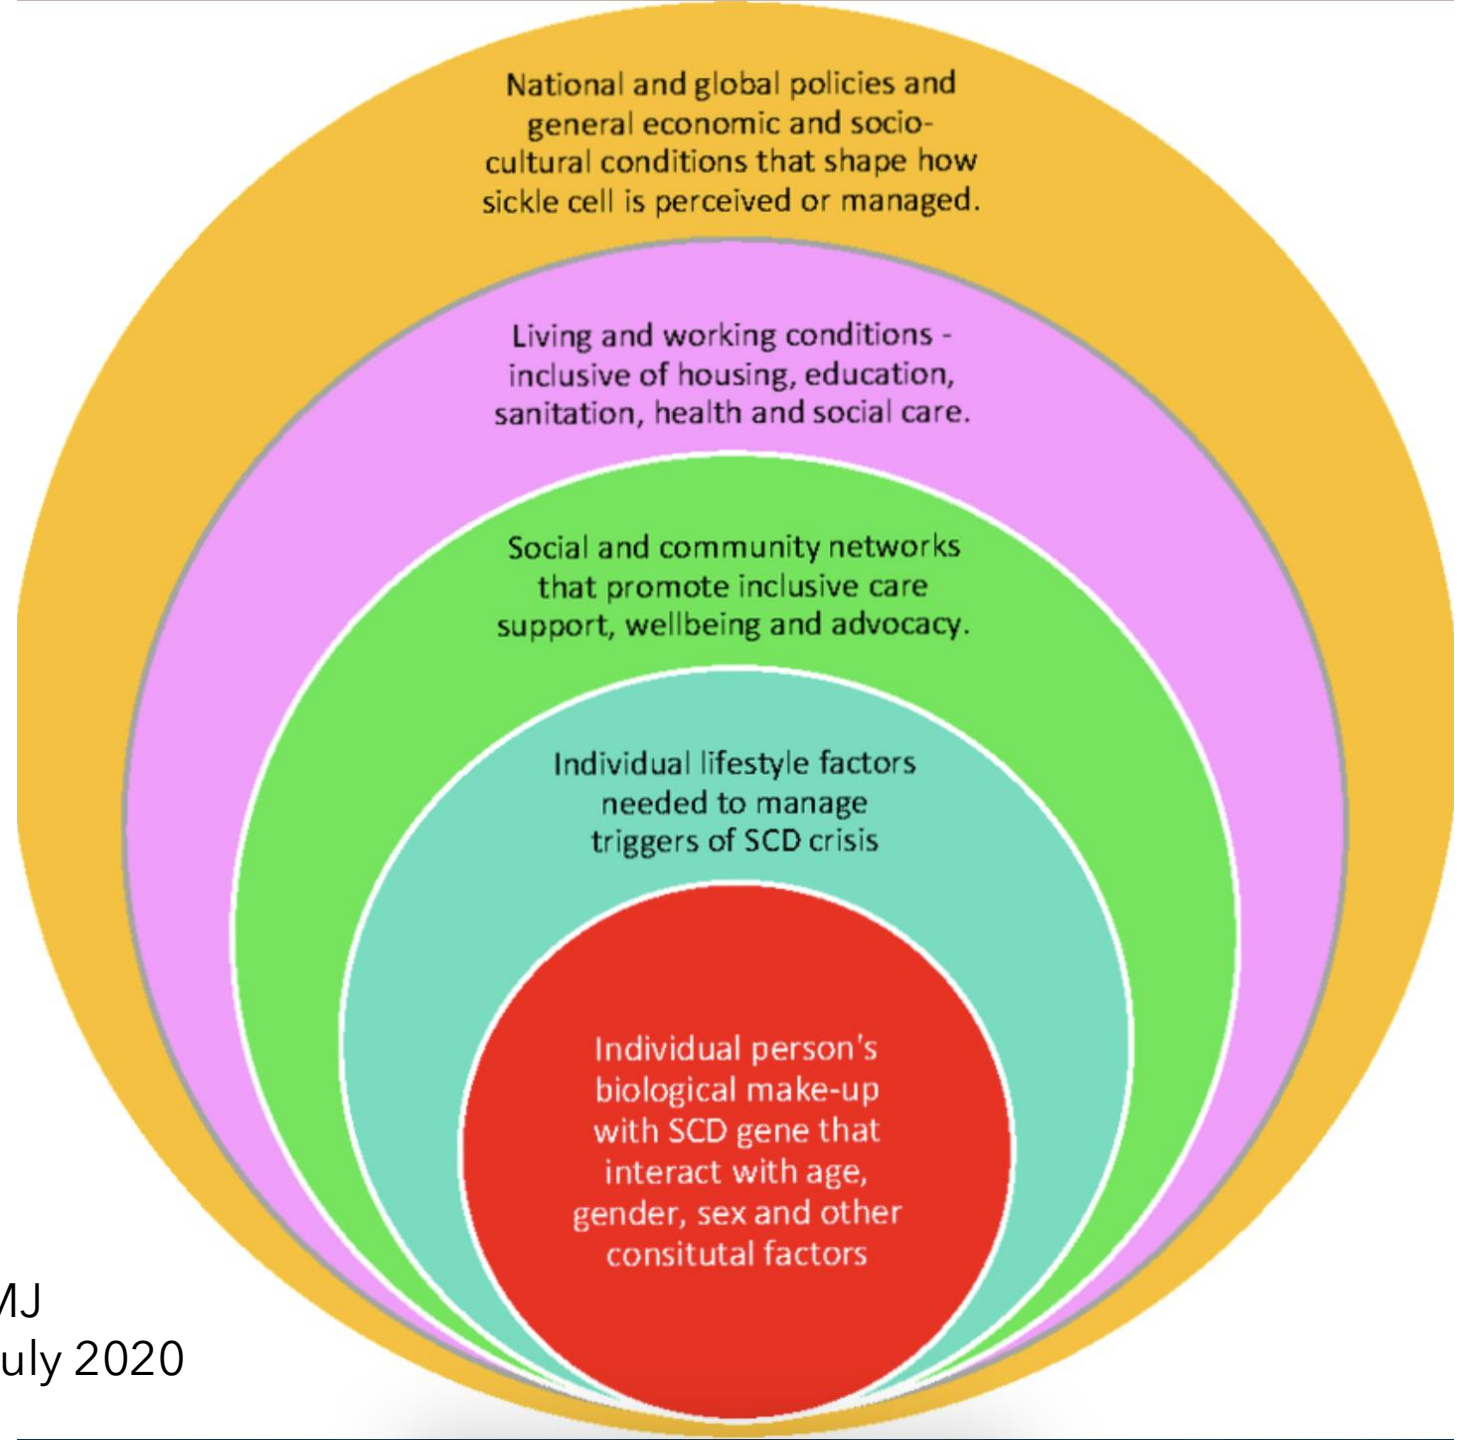 National and global policies and
general economic and socio-
cultural conditions that shape how
sickle cell is perceived or managed.
Living and working conditions -
inclusive of housing, education,
sanitation, health and social care.
Social and community networks
that promote inclusive care
support, wellbeing and advocacy.
Individual lifestyle factors
needed to manage
triggers of SCD crisis
Individual person's
biological make-up
with SCD gene that
interact with age,
gender, sex and other
consitutal factors
MJ
uly 2020